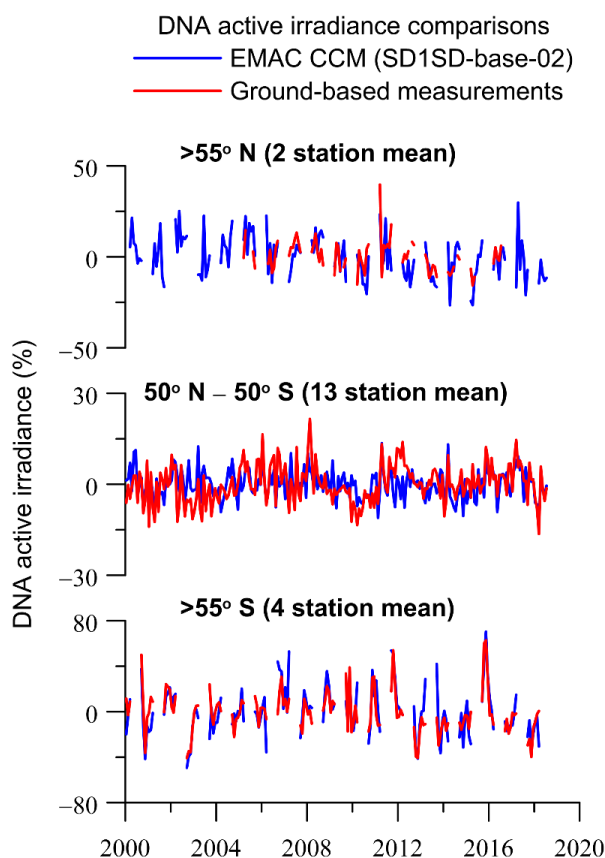 DNA active irradiance comparisons
EMAC CCM (SD1SD-base-02)
Ground-based measurements
>55° N (2 station mean)
50
0
−50
DNA active irradiance (%)
50° N − 50° S (13 station mean)
30
0
−30
>55° S (4 station mean)
80
0
−80
2000 2004 2008 2012 2016 2020